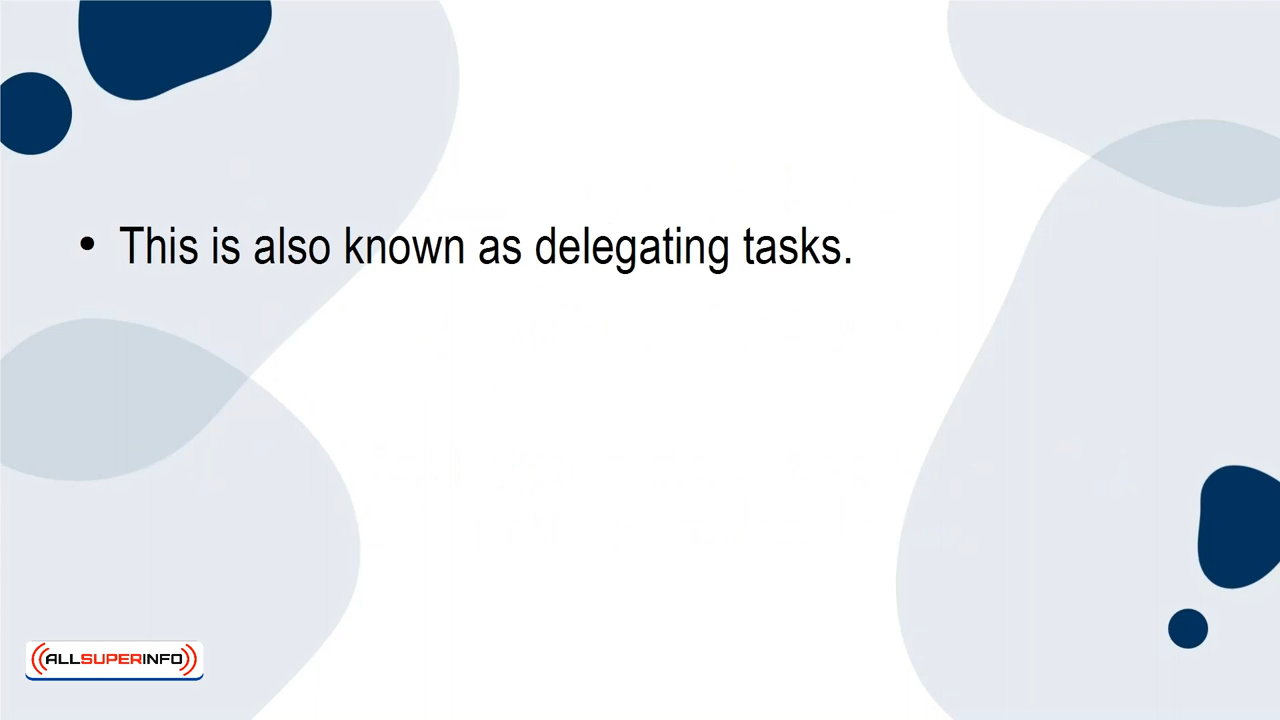 • This is also known as delegating tasks.
ALLSUPERINFO